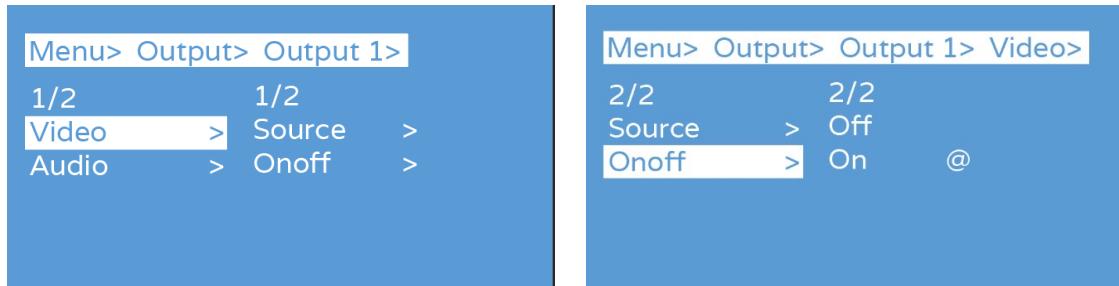 Menu> Output> Output 1>
1/2 1/2
Video > Source >
Audio > Onoff >
Menu> Output> Output 1> Video>
2/2 2/2
Source > Off
Onoff > On @